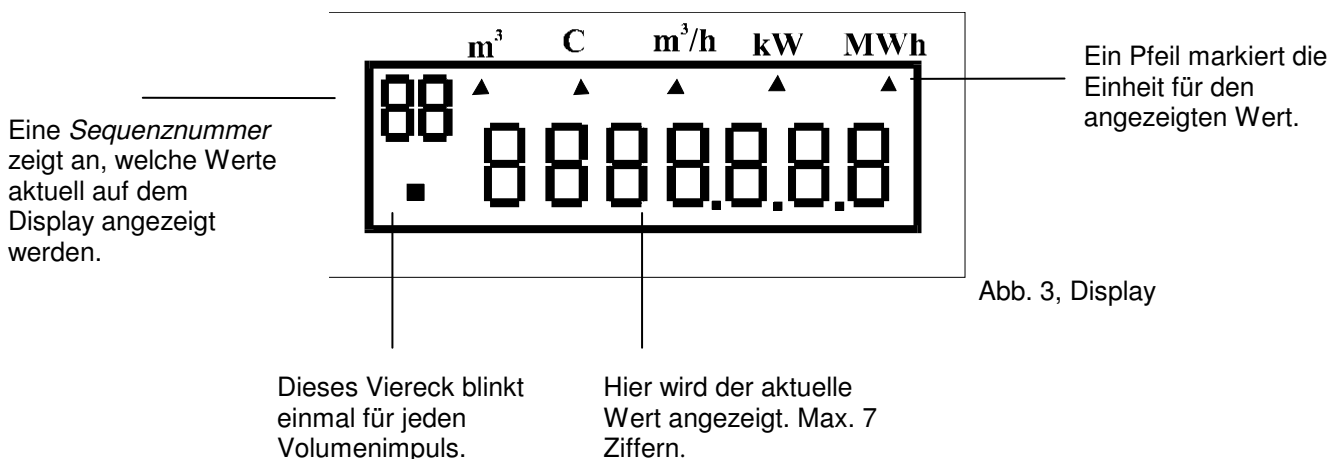 m³ C m³/h kW MWh
88
8888.8.8.8
Eine Sequenznummer
zeigt an, welche Werte
aktuell auf dem
Display angezeigt
werden.
Ein Pfeil markiert die
Einheit für den
angezeigten Wert.
Abb. 3, Display
Dieses Viereck blinkt
einmal für jeden
Volumenimpuls.
Hier wird der aktuelle
Wert angezeigt. Max. 7
Ziffern.